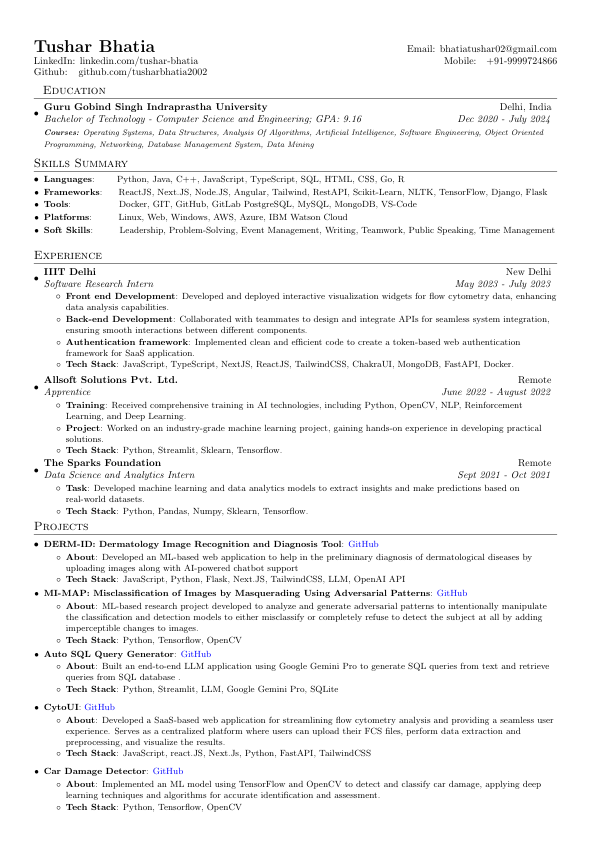 Tushar Bhatia
Email: bhatiatushar02@gmail.com
LinkedIn: linkedin.com/tushar-bhatia
Mobile: +91-9999724866
Github: github.com/tusharbhatia2002
Education
• Guru Gobind Singh Indraprastha University Delhi, India
Bachelor of Technology - Computer Science and Engineering; GPA: 9.16 Dec 2020 - July 2024
Courses: Operating Systems, Data Structures, Analysis Of Algorithms, Artificial Intelligence, Software Engineering, Object Oriented
Programming, Networking, Database Management System, Data Mining
Skills Summary
• Languages: Python, Java, C++, JavaScript, TypeScript, SQL, HTML, CSS, Go, R
• Frameworks: ReactJS, Next.JS, Node.JS, Angular, Tailwind, RestAPI, Scikit-Learn, NLTK, TensorFlow, Django, Flask
• Tools: Docker, GIT, GitHub, GitLab PostgreSQL, MySQL, MongoDB, VS-Code
• Platforms: Linux, Web, Windows, AWS, Azure, IBM Watson Cloud
• Soft Skills: Leadership, Problem-Solving, Event Management, Writing, Teamwork, Public Speaking, Time Management
Experience
• IIIT Delhi New Delhi
Software Research Intern May 2023 - July 2023
◦ Front end Development: Developed and deployed interactive visualization widgets for flow cytometry data, enhancing
data analysis capabilities.
◦ Back-end Development: Collaborated with teammates to design and integrate APIs for seamless system integration,
ensuring smooth interactions between different components.
◦ Authentication framework: Implemented clean and efficient code to create a token-based web authentication
framework for SaaS application.
◦ Tech Stack: JavaScript, TypeScript, NextJS, ReactJS, TailwindCSS, ChakraUI, MongoDB, FastAPI, Docker.
• Allsoft Solutions Pvt. Ltd. Remote
Apprentice June 2022 - August 2022
◦ Training: Received comprehensive training in AI technologies, including Python, OpenCV, NLP, Reinforcement
Learning, and Deep Learning.
◦ Project: Worked on an industry-grade machine learning project, gaining hands-on experience in developing practical
solutions.
◦ Tech Stack: Python, Streamlit, Sklearn, Tensorflow.
• The Sparks Foundation Remote
Data Science and Analytics Intern Sept 2021 - Oct 2021
◦ Task: Developed machine learning and data analytics models to extract insights and make predictions based on
real-world datasets.
◦ Tech Stack: Python, Pandas, Numpy, Sklearn, Tensorflow.
Projects
• DERM-ID: Dermatology Image Recognition and Diagnosis Tool: GitHub
◦ About: Developed an ML-based web application to help in the preliminary diagnosis of dermatological diseases by
uploading images along with AI-powered chatbot support
◦ Tech Stack: JavaScript, Python, Flask, Next.JS, TailwindCSS, LLM, OpenAI API
• MI-MAP: Misclassification of Images by Masquerading Using Adversarial Patterns: GitHub
◦ About: ML-based research project developed to analyze and generate adversarial patterns to intentionally manipulate
the classification and detection models to either misclassify or completely refuse to detect the subject at all by adding
imperceptible changes to images.
◦ Tech Stack: Python, Tensorflow, OpenCV
• Auto SQL Query Generator: GitHub
◦ About: Built an end-to-end LLM application using Google Gemini Pro to generate SQL queries from text and retrieve
queries from SQL database .
◦ Tech Stack: Python, Streamlit, LLM, Google Gemini Pro, SQLite
• CytoUI: GitHub
◦ About: Developed a SaaS-based web application for streamlining flow cytometry analysis and providing a seamless user
experience. Serves as a centralized platform where users can upload their FCS files, perform data extraction and
preprocessing, and visualize the results.
◦ Tech Stack: JavaScript, react.JS, Next.Js, Python, FastAPI, TailwindCSS
• Car Damage Detector: GitHub
◦ About: Implemented an ML model using TensorFlow and OpenCV to detect and classify car damage, applying deep
learning techniques and algorithms for accurate identification and assessment.
◦ Tech Stack: Python, Tensorflow, OpenCV